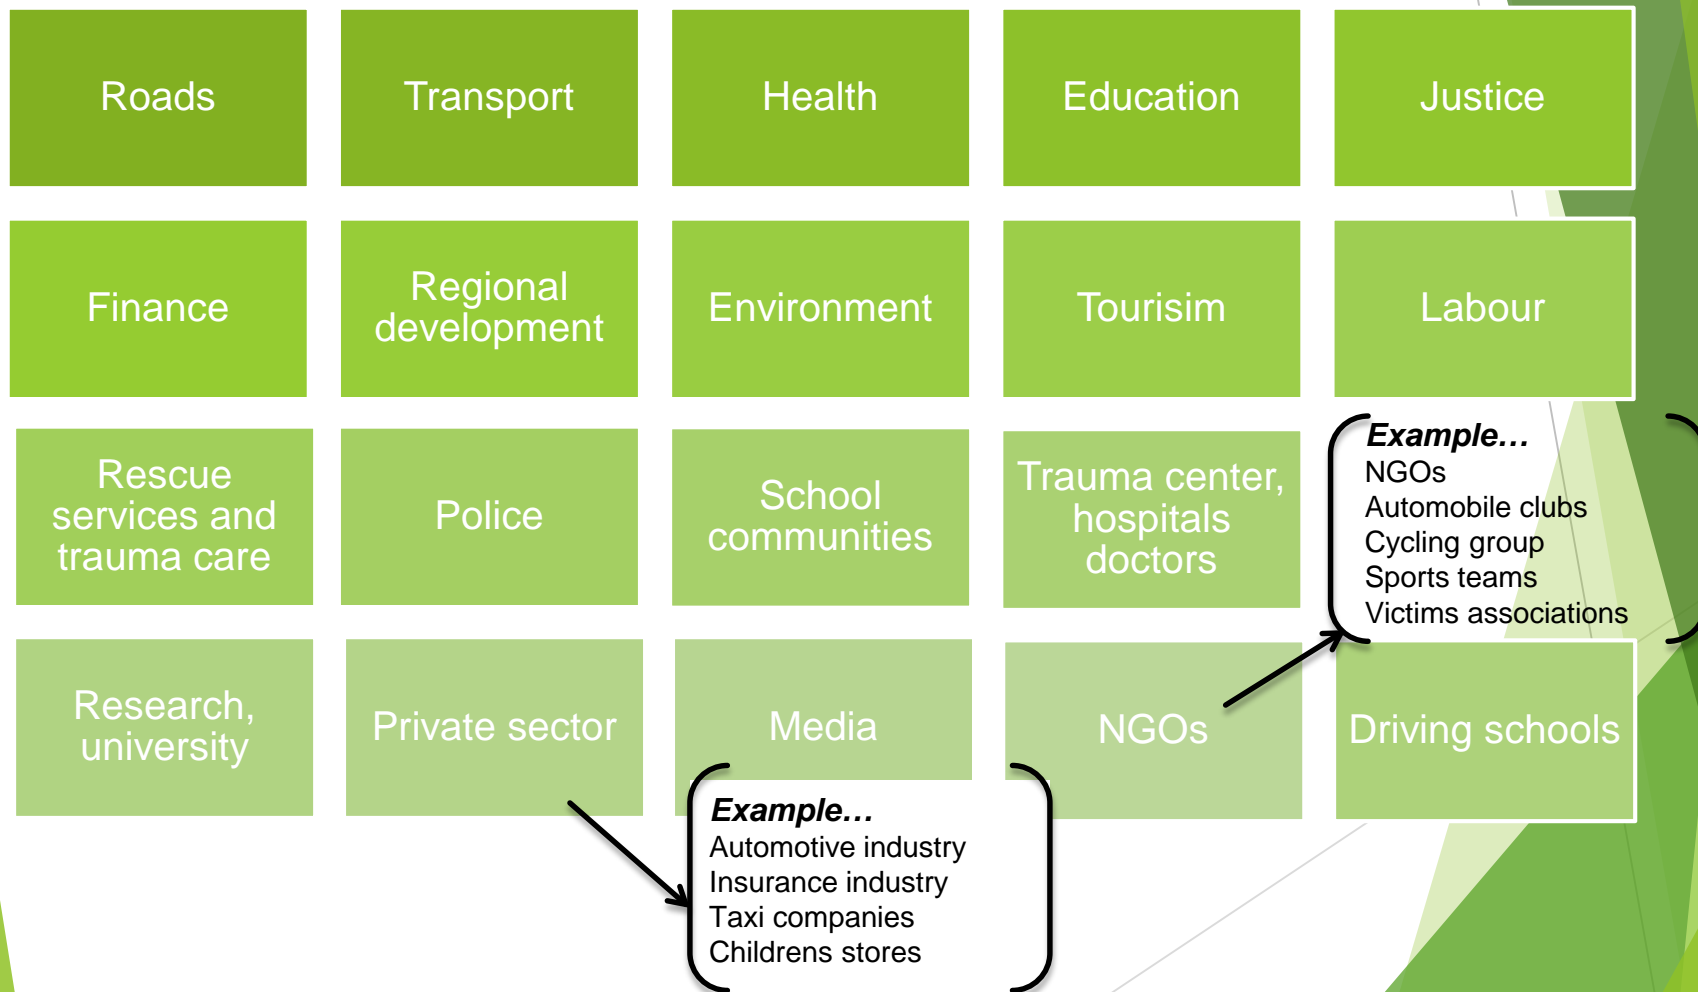 Roads
Transport
Health
Education
Justice
Finance
Regional
development
Environment
Tourisim
Labour
Rescue
services and
trauma care
Police
School
communities
Trauma center,
hospitals
doctors
Example…
NGOs
Automobile clubs
Cycling group
Sports teams
Victims associations
Research,
university
Private sector
Media
NGOs
Driving schools
Example…
Automotive industry
Insurance industry
Taxi companies
Childrens stores